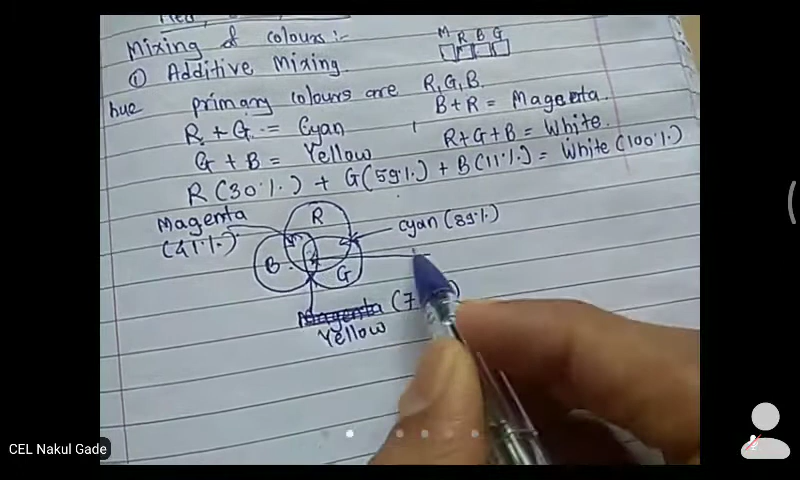 Mixing of colours :-
M R B G
① Additive Mixing
hue primary colours are R, G, B
R + G = Cyan B + R = Magenta
G + B = Yellow R+G+B = White
R (30%) + G (59%) + B (11%) = White (100%)
Magenta (41%)
R
Cyan (89%)
B
G
Magenta (7
Yellow
CEL Nakul Gade